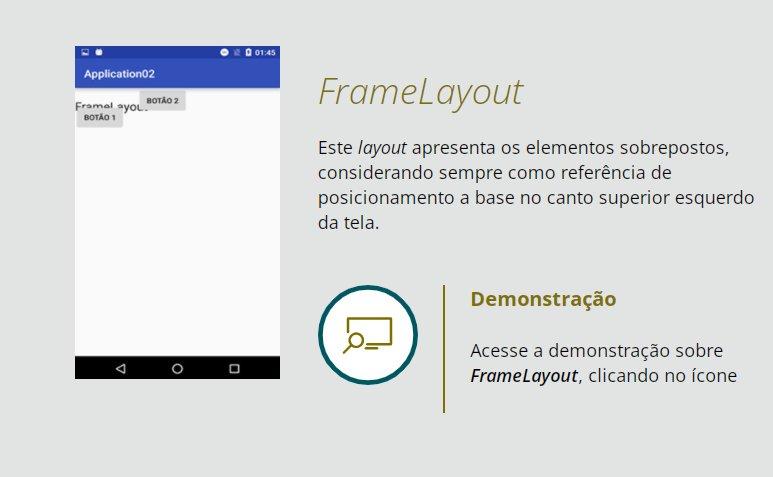 01:45
Application02
FrameLayout
BOTÃO 2
BOTÃO 1
FrameLayout
Este layout apresenta os elementos sobrepostos,
considerando sempre como referência de
posicionamento a base no canto superior esquerdo
da tela.
Demonstração
Acesse a demonstração sobre
FrameLayout, clicando no ícone